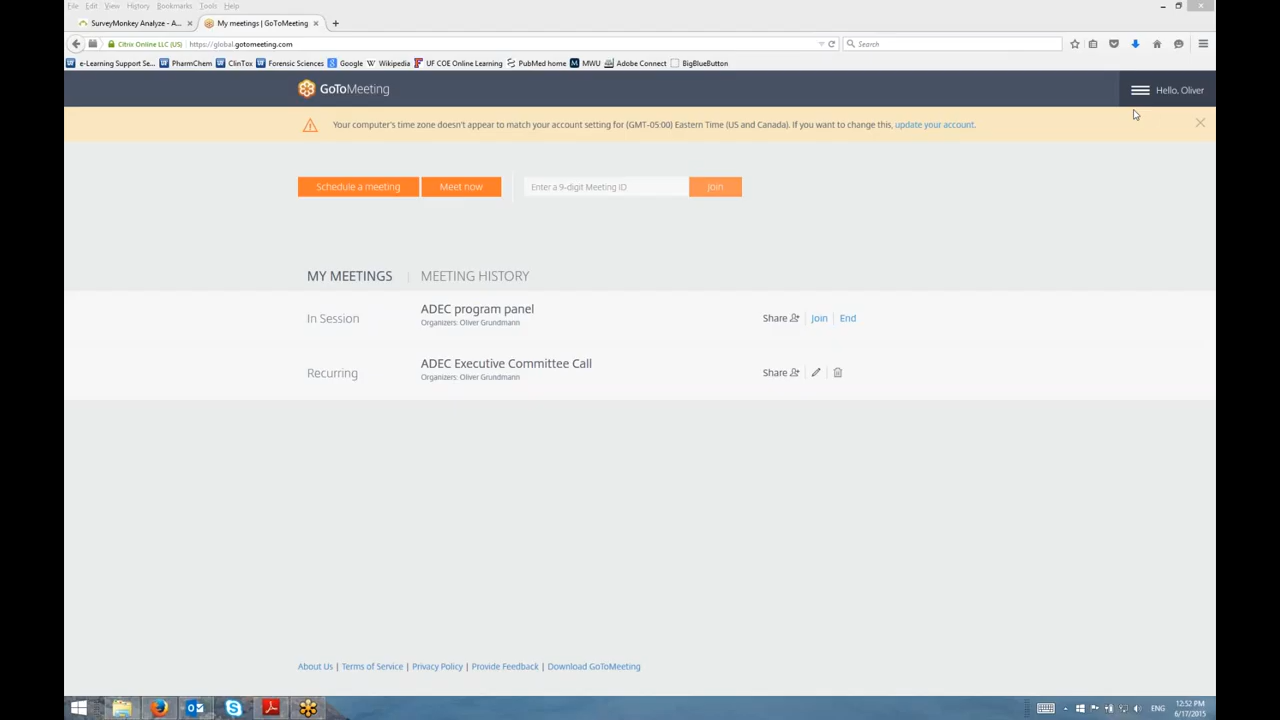 File Edit View History Bookmarks Tools Help
SurveyMonkey Analyze - A... × My meetings | GoToMeeting × +
Citrix Online LLC (US) https://global.gotomeeting.com Search
e-Learning Support Se... PharmChem ClinTox Forensic Sciences Google Wikipedia UF COE Online Learning PubMed home MWU Adobe Connect BigBlueButton
GoToMeeting Hello, Oliver
Your computer's time zone doesn't appear to match your account setting for (GMT-05:00) Eastern Time (US and Canada). If you want to change this, update your account.
Schedule a meeting Meet now Enter a 9-digit Meeting ID Join
MY MEETINGS | MEETING HISTORY
In Session ADEC program panel Share Join End
Organizers: Oliver Grundmann
Recurring ADEC Executive Committee Call Share
Organizers: Oliver Grundmann
About Us | Terms of Service | Privacy Policy | Provide Feedback | Download GoToMeeting
ENG 12:52 PM
6/17/2015